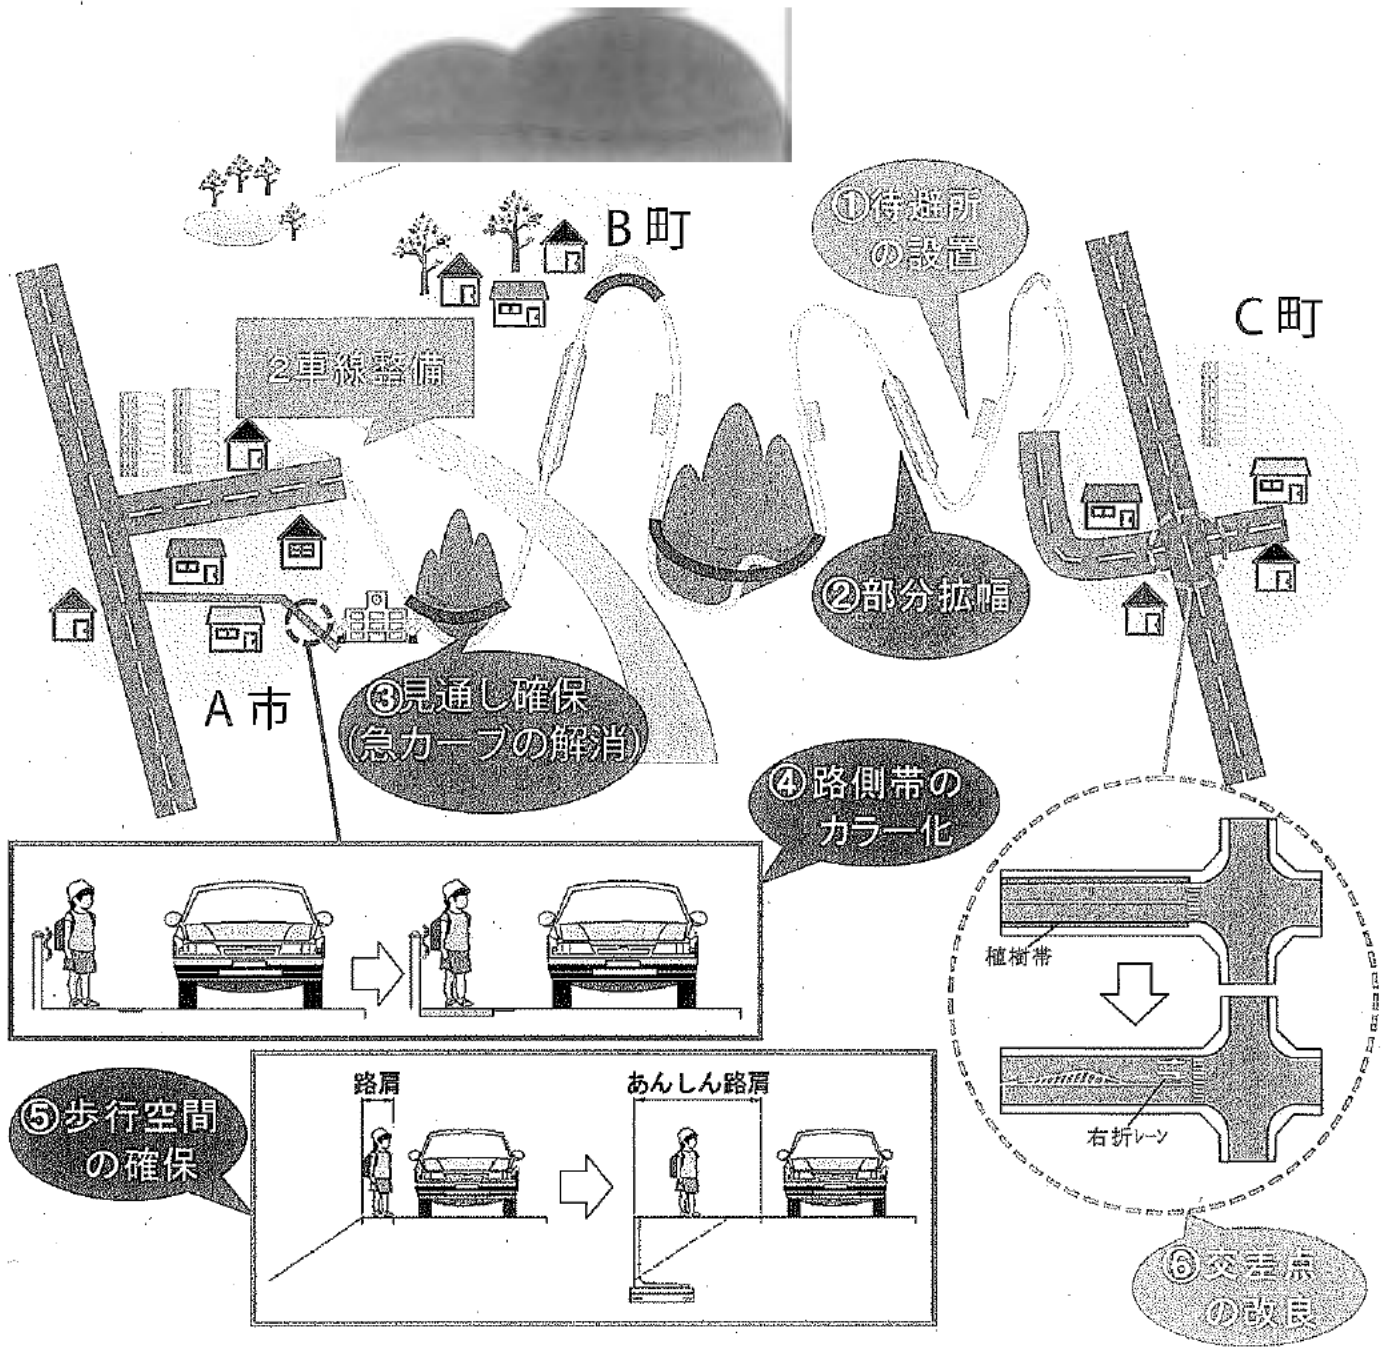 B町
①待避所
の設置
C町
2車線整備
②部分拡幅
A市
③見通し確保
(急カーブの解消)
④路側帯の
カラー化
植樹帯
右折レーン
⑤歩行空間
の確保
路肩
あんしん路肩
⑥交差点
の改良